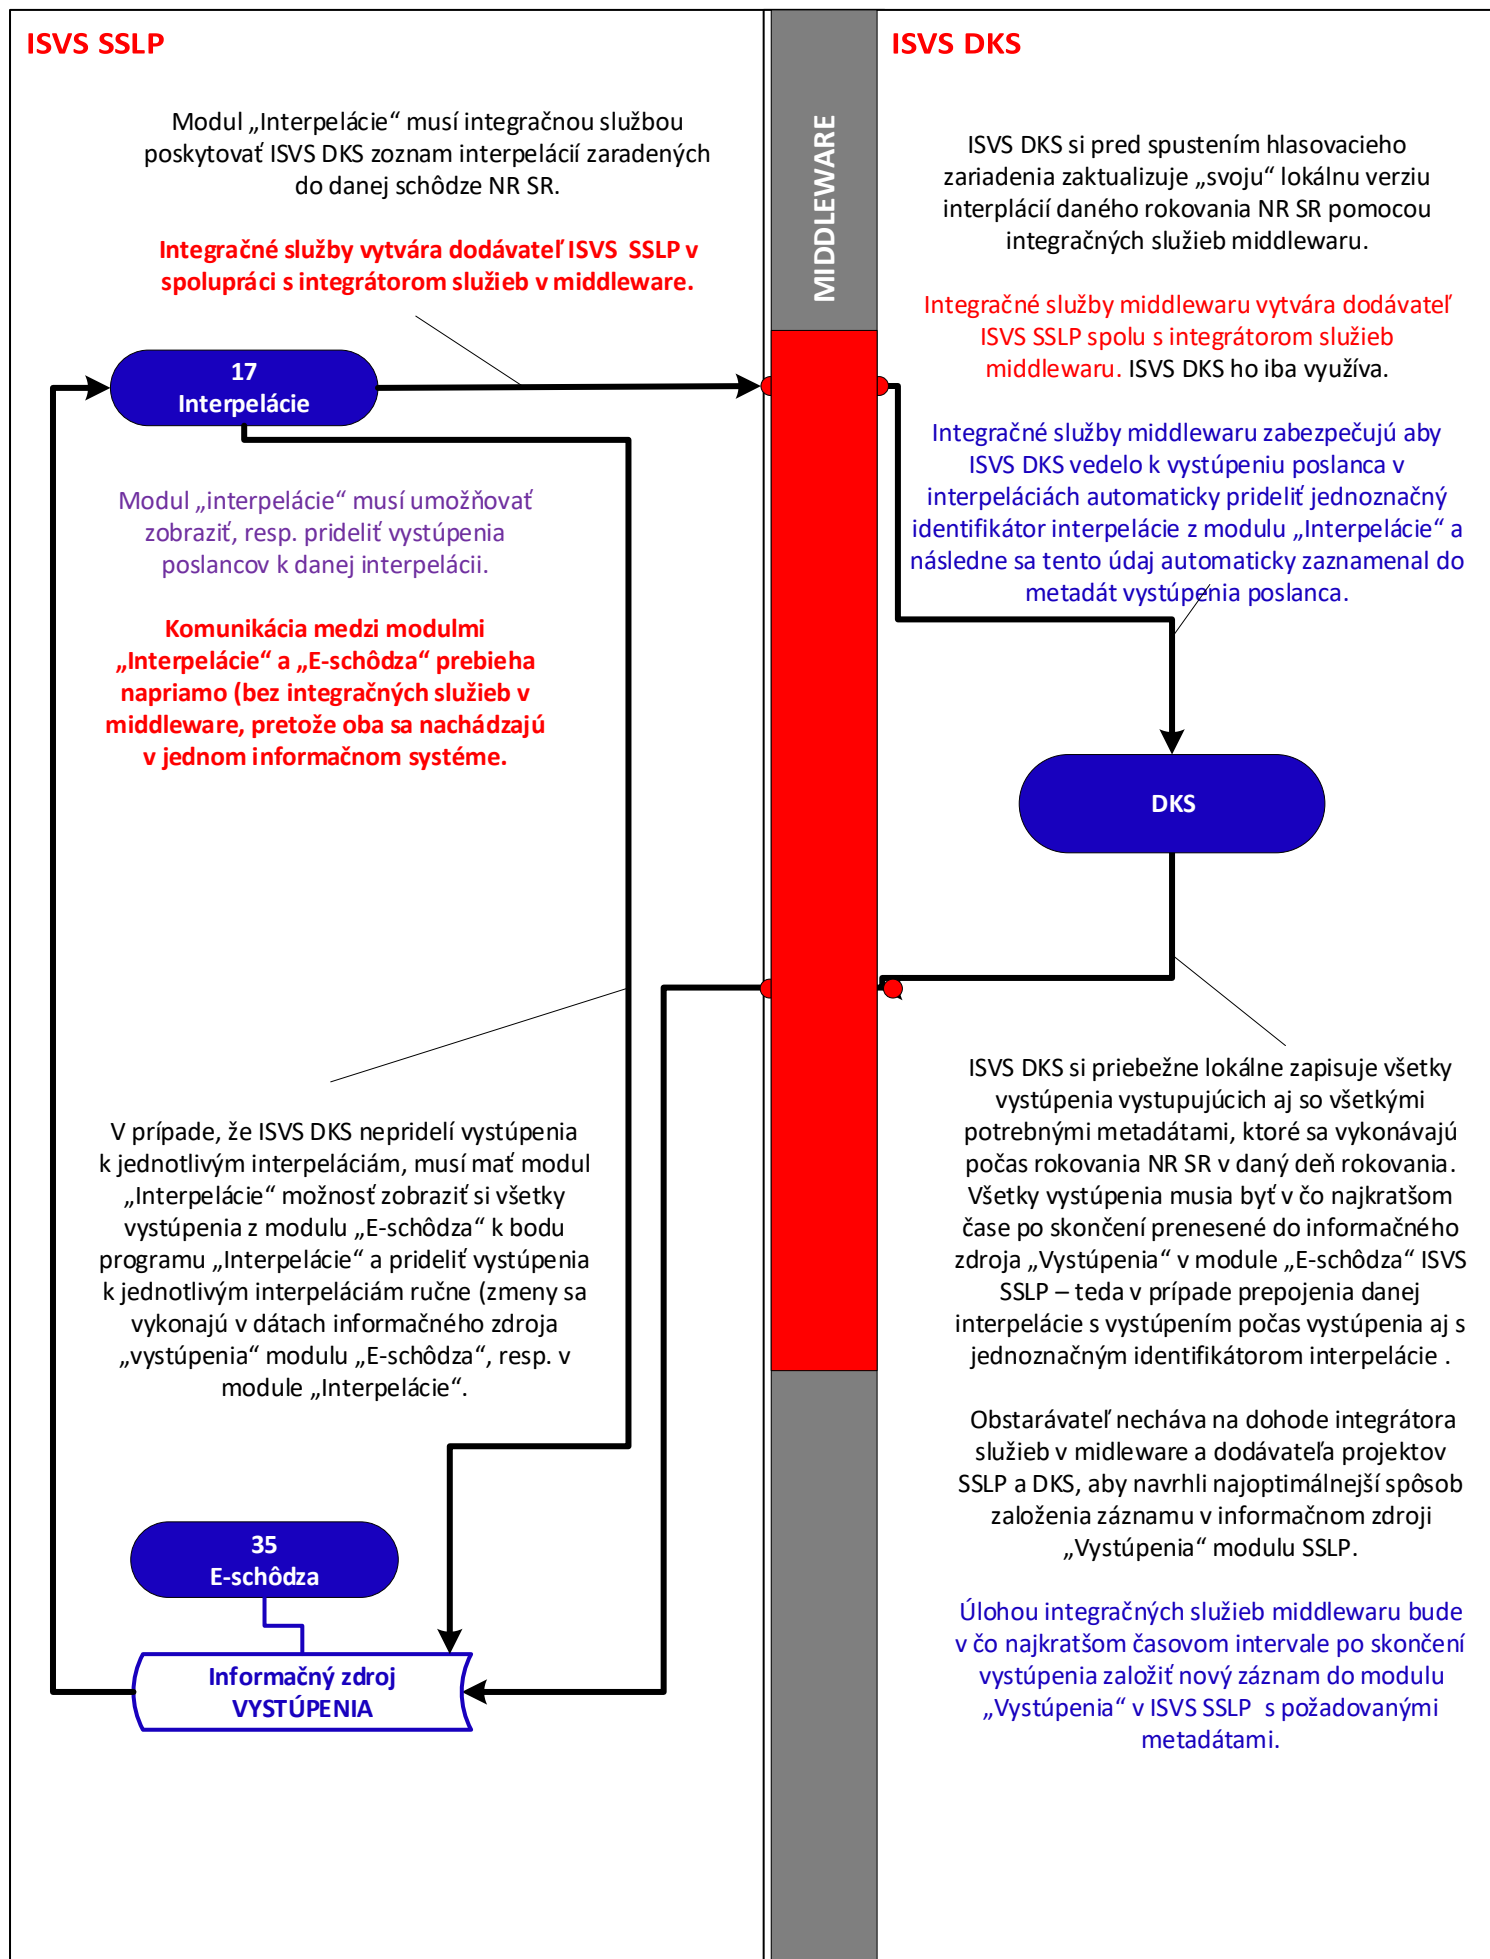 ISVS SSLP
Modul „Interpelácie“ musí integračnou službou
poskytovať ISVS DKS zoznam interpelácií zaradených
do danej schôdze NR SR.
Integračné služby vytvára dodávateľ ISVS  SSLP v
spolupráci s integrátorom služieb v middleware.
17
Interpelácie
Modul „interpelácie“ musí umožňovať
zobraziť, resp. prideliť vystúpenia
poslancov k danej interpelácii.
Komunikácia medzi modulmi
„Interpelácie“ a „E-schôdza“ prebieha
napriamo (bez integračných služieb v
middleware, pretože oba sa nachádzajú
v jednom informačnom systéme.
V prípade, že ISVS DKS nepridelí vystúpenia
k jednotlivým interpeláciám, musí mať modul
„Interpelácie“ možnosť zobraziť si všetky
vystúpenia z modulu „E-schôdza“ k bodu
programu „Interpelácie“ a prideliť vystúpenia
k jednotlivým interpeláciám ručne (zmeny sa
vykonajú v dátach informačného zdroja
„vystúpenia“ modulu „E-schôdza“, resp. v
module „Interpelácie“.
35
E-schôdza
Informačný zdroj
VYSTÚPENIA
MIDDLEWARE
ISVS DKS
ISVS DKS si pred spustením hlasovacieho
zariadenia zaktualizuje „svoju“ lokálnu verziu
interplácií daného rokovania NR SR pomocou
integračných služieb middlewaru.
Integračné služby middlewaru vytvára dodávateľ
ISVS SSLP spolu s integrátorom služieb
middlewaru. ISVS DKS ho iba využíva.
Integračné služby middlewaru zabezpečujú aby
ISVS DKS vedelo k vystúpeniu poslanca v
interpeláciách automaticky prideliť jednoznačný
identifikátor interpelácie z modulu „Interpelácie“ a
následne sa tento údaj automaticky zaznamenal do
metadát vystúpenia poslanca.
DKS
ISVS DKS si priebežne lokálne zapisuje všetky
vystúpenia vystupujúcich aj so všetkými
potrebnými metadátami, ktoré sa vykonávajú
počas rokovania NR SR v daný deň rokovania.
Všetky vystúpenia musia byť v čo najkratšom
čase po skončení prenesené do informačného
zdroja „Vystúpenia“ v module „E-schôdza“ ISVS
SSLP – teda v prípade prepojenia danej
interpelácie s vystúpením počas vystúpenia aj s
jednoznačným identifikátorom interpelácie .
Obstarávateľ necháva na dohode integrátora
služieb v midleware a dodávateľa projektov
SSLP a DKS, aby navrhli najoptimálnejší spôsob
založenia záznamu v informačnom zdroji
„Vystúpenia“ modulu SSLP.
Úlohou integračných služieb middlewaru bude
v čo najkratšom časovom intervale po skončení
vystúpenia založiť nový záznam do modulu
„Vystúpenia“ v ISVS SSLP  s požadovanými
metadátami.